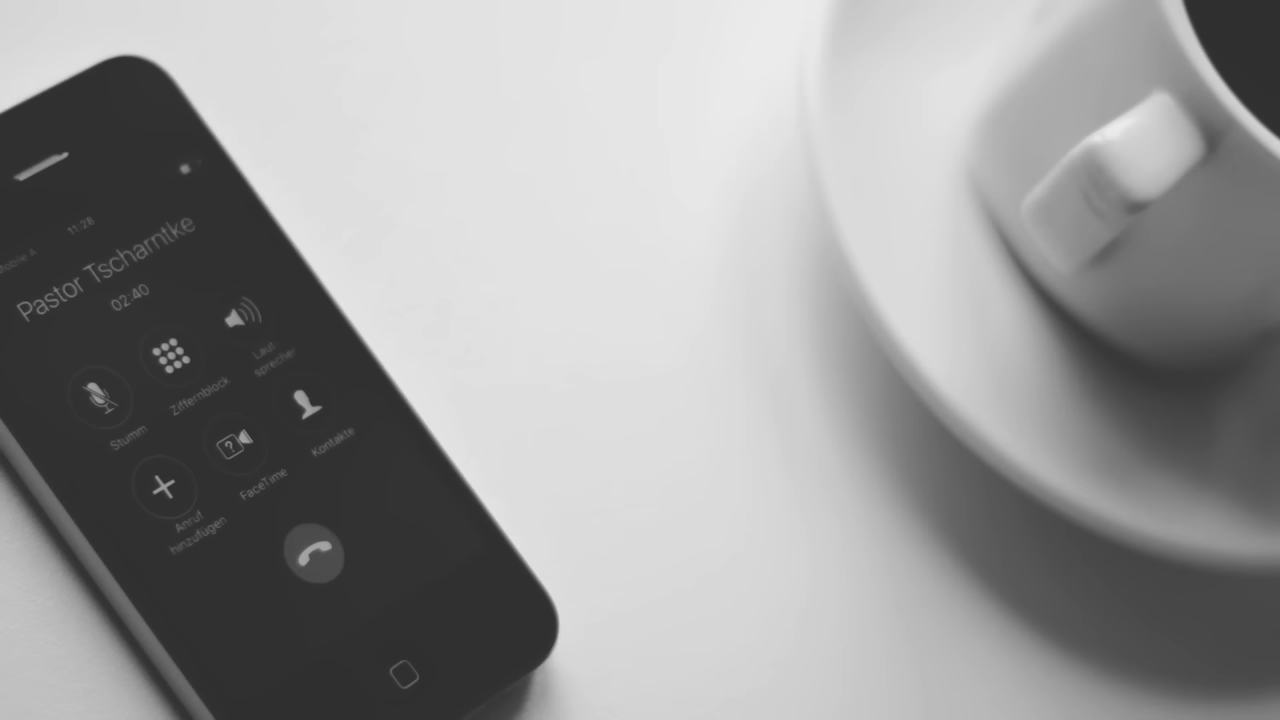 11:28
Pastor Tscharntke
02:40
Stumm
Ziffernblock
Laut
sprecher
Anruf
hinzufügen
FaceTime
Kontakte